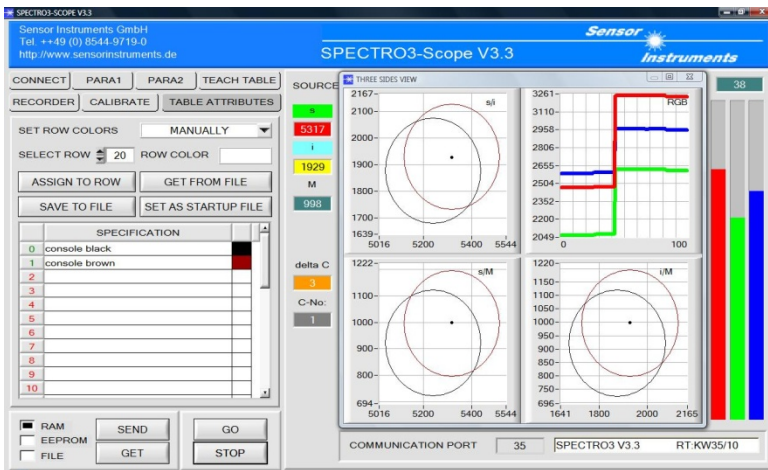 SPECTRO3-SCOPE V3.3
Sensor Instruments GmbH
Tel. ++49 (0) 8544-9719-0
http://www.sensorinstruments.de
SPECTRO3-Scope V3.3
Sensor Instruments
CONNECT PARA1 PARA2 TEACH TABLE
RECORDER CALIBRATE TABLE ATTRIBUTES
SET ROW COLORS MANUALLY
SELECT ROW 20 ROW COLOR
ASSIGN TO ROW GET FROM FILE
SAVE TO FILE SET AS STARTUP FILE
SPECIFICATION
0 console black
1 console brown
2
3
4
5
6
7
8
9
10
RAM
EEPROM
FILE
SEND
GET
GO
STOP
SOURCE
s
5317
i
1929
M
998
delta C
3
C-No:
1
THREE SIDES VIEW
s/i
2167-
2100-
2000-
1900-
1800-
1700-
1639-
5016 5200 5400 5544
RGB
3261-
3110-
2958-
2806-
2655-
2504-
2352-
2200-
2049-
0 100
s/M
1222-
1100-
1000-
900-
800-
694-
5016 5200 5400 5544
i/M
1220-
1150-
1100-
1050-
1000-
950-
900-
850-
800-
750-
696-
1641 1800 2000 2165
38
COMMUNICATION PORT 35 SPECTRO3 V3.3 RT:KW35/10